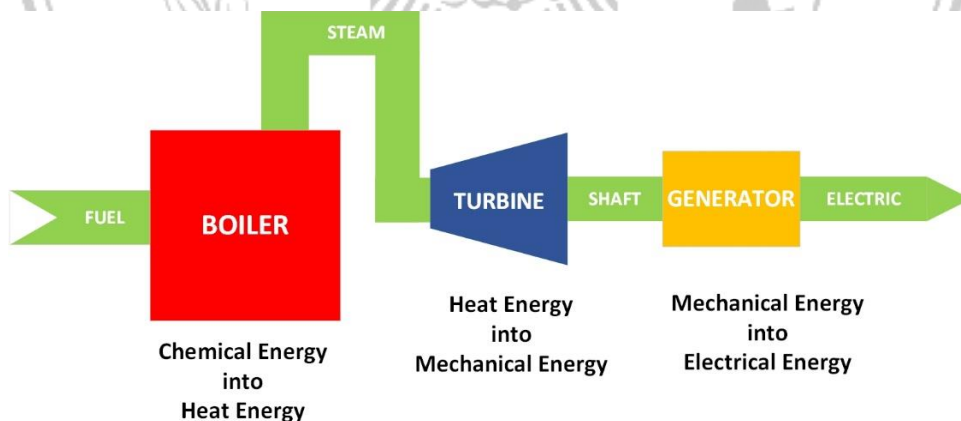 STEAM
FUEL
BOILER
TURBINE
SHAFT
GENERATOR
ELECTRIC
Chemical Energy
into
Heat Energy
Heat Energy
into
Mechanical Energy
Mechanical Energy
into
Electrical Energy